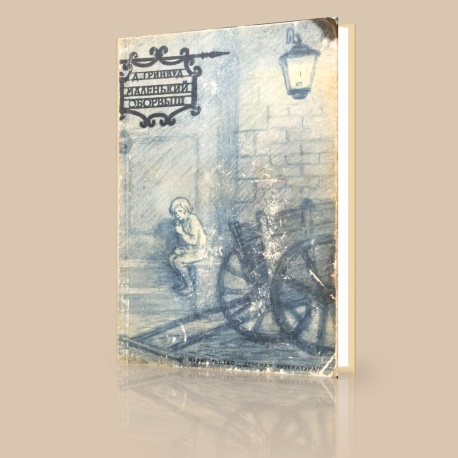 Д. ГРИНВУД
МАЛЕНЬКИЙ
ОБОРВЫШ
ИЗДАТЕЛЬСТВО „ДЕТСКАЯ ЛИТЕРАТУРА"